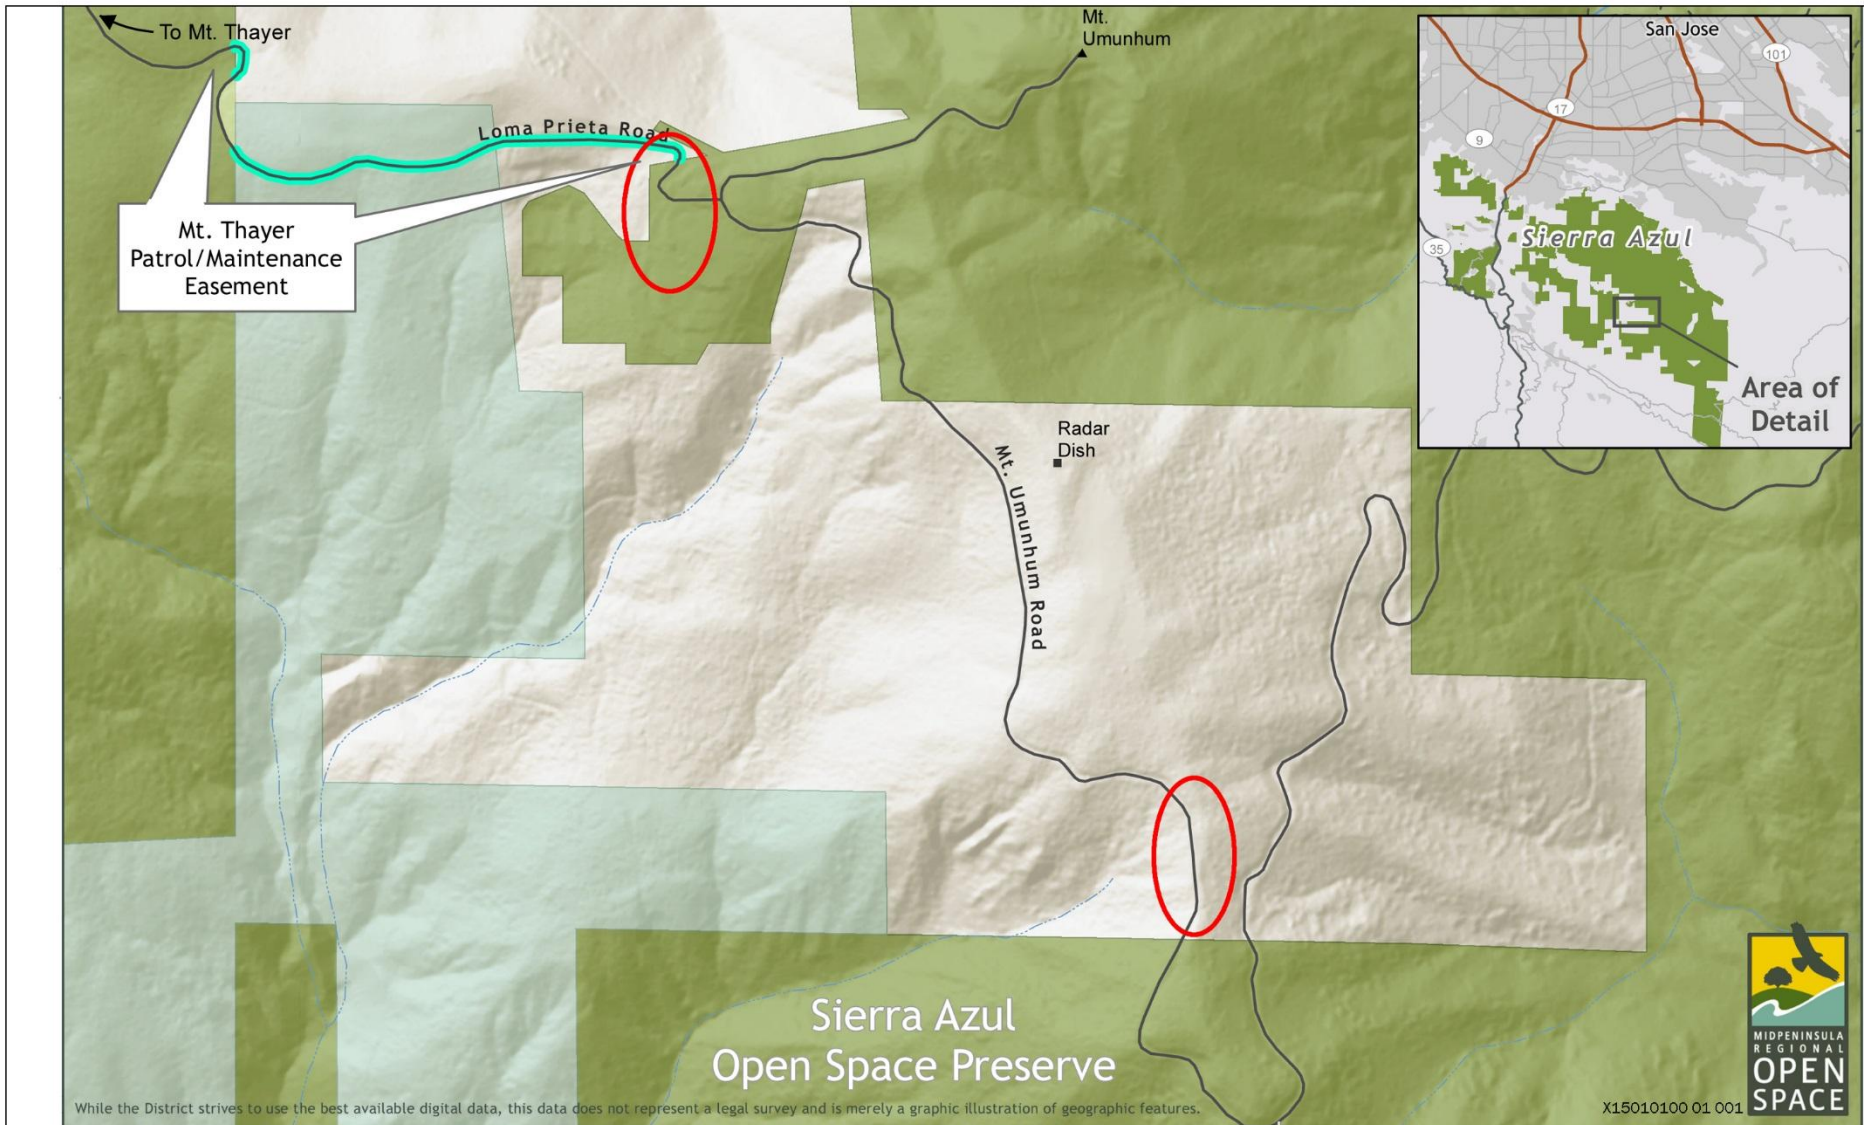 To Mt. Thayer
Mt.
Umunhum
Loma Prieta Road
Mt. Thayer
Patrol/Maintenance
Easement
Radar
Dish
Mt. Umunhum Road
San Jose
101
17
9
35
Sierra Azul
Area of
Detail
Sierra Azul
Open Space Preserve
While the District strives to use the best available digital data, this data does not represent a legal survey and is merely a graphic illustration of geographic features.
X15010100 01 001
MIDPENINSULA
REGIONAL
OPEN
SPACE